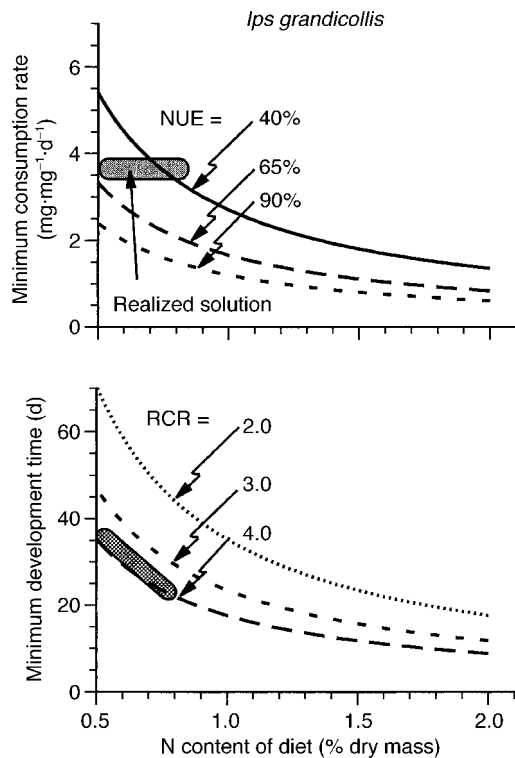 Ips grandicollis
Minimum consumption rate
(mg·mg⁻¹·d⁻¹)
6
4
2
0
NUE =
40%
65%
90%
Realized solution
Minimum development time (d)
60
40
20
0
RCR =
2.0
3.0
4.0
0.5
1.0
1.5
2.0
N content of diet (% dry mass)